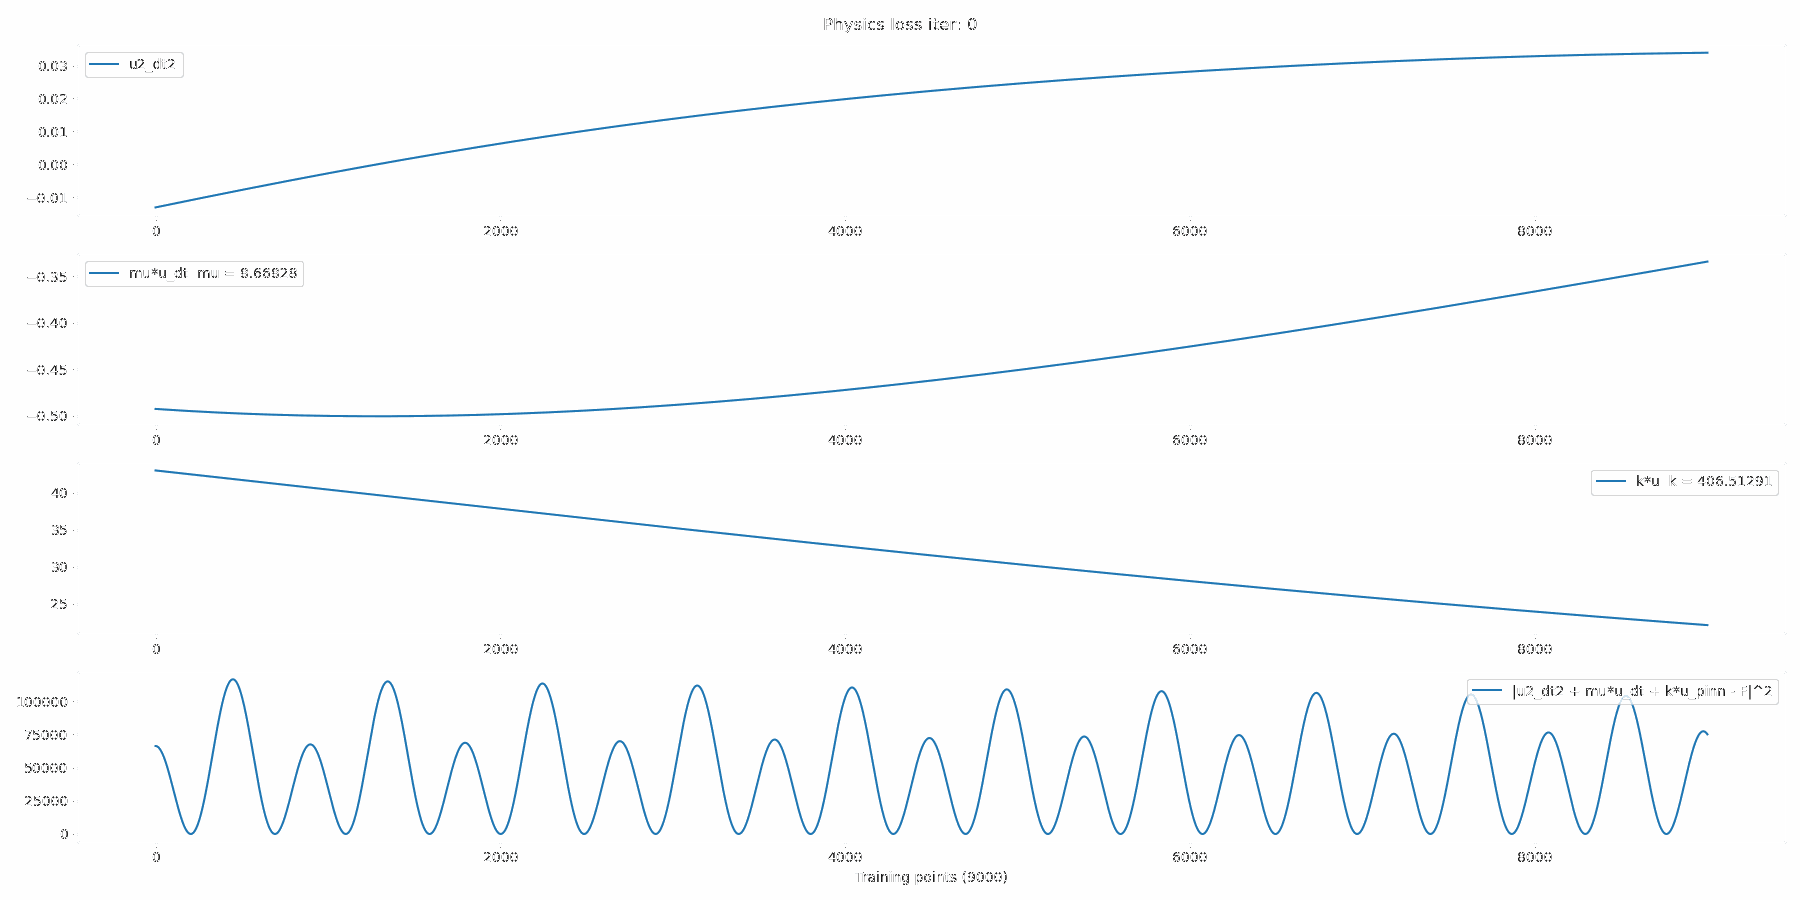 Physics loss iter: 0
u2_dt2
0.03
0.02
0.01
0.00
−0.01
0 2000 4000 6000 8000
mu*u_dt mu =
−0.35
−0.40
−0.45
−0.50
0 2000 4000 6000 8000
k*u k = 406.51291
40
35
30
25
0 2000 4000 6000 8000
|u2_dt2 + mu*u_dt + k*u_pinn - F|^2
100000
75000
50000
25000
0
0 2000 4000 6000 8000
Training points (9000)